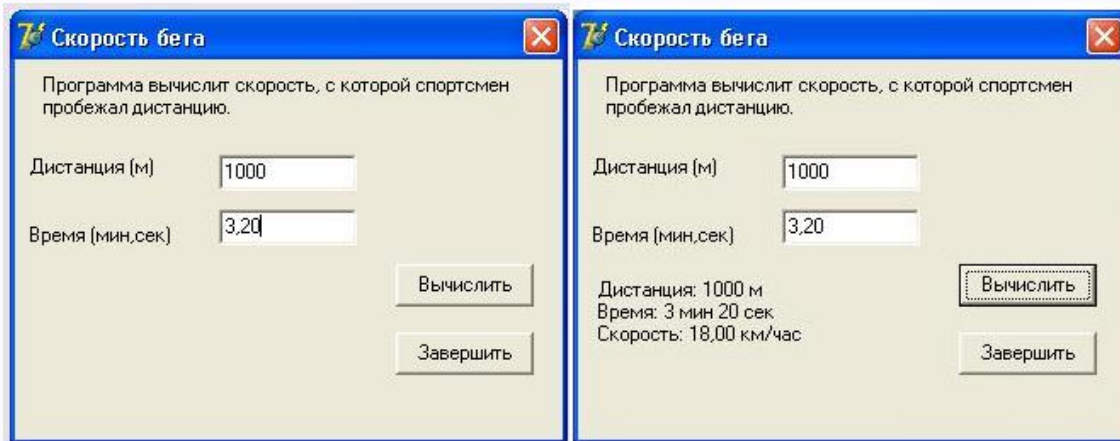 Скорость бега
Программа вычислит скорость, с которой спортсмен
пробежал дистанцию.
Дистанция (м)
1000
Время (мин,сек)
3,20
Вычислить
Завершить
Скорость бега
Программа вычислит скорость, с которой спортсмен
пробежал дистанцию.
Дистанция (м)
1000
Время (мин,сек)
3,20
Дистанция: 1000 м
Время: 3 мин 20 сек
Скорость: 18,00 км/час
Вычислить
Завершить